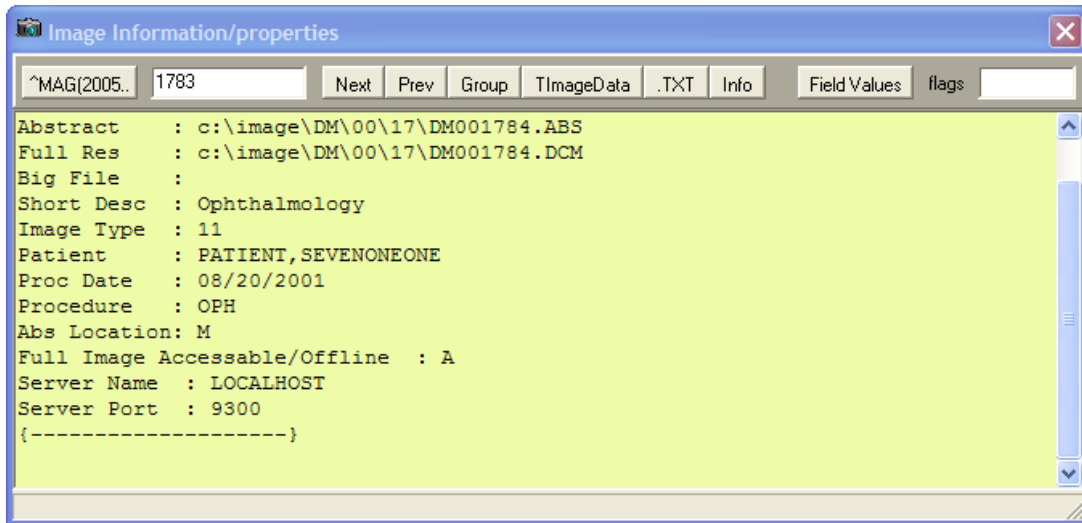 Image Information/properties
^MAG(2005.. 1783 Next Prev Group TImageData .TXT Info Field Values flags
Abstract : c:\image\DM\00\17\DM001784.ABS
Full Res : c:\image\DM\00\17\DM001784.DCM
Big File :
Short Desc : Ophthalmology
Image Type : 11
Patient : PATIENT,SEVENONEONE
Proc Date : 08/20/2001
Procedure : OPH
Abs Location: M
Full Image Accessable/Offline : A
Server Name : LOCALHOST
Server Port : 9300
{--------------------}